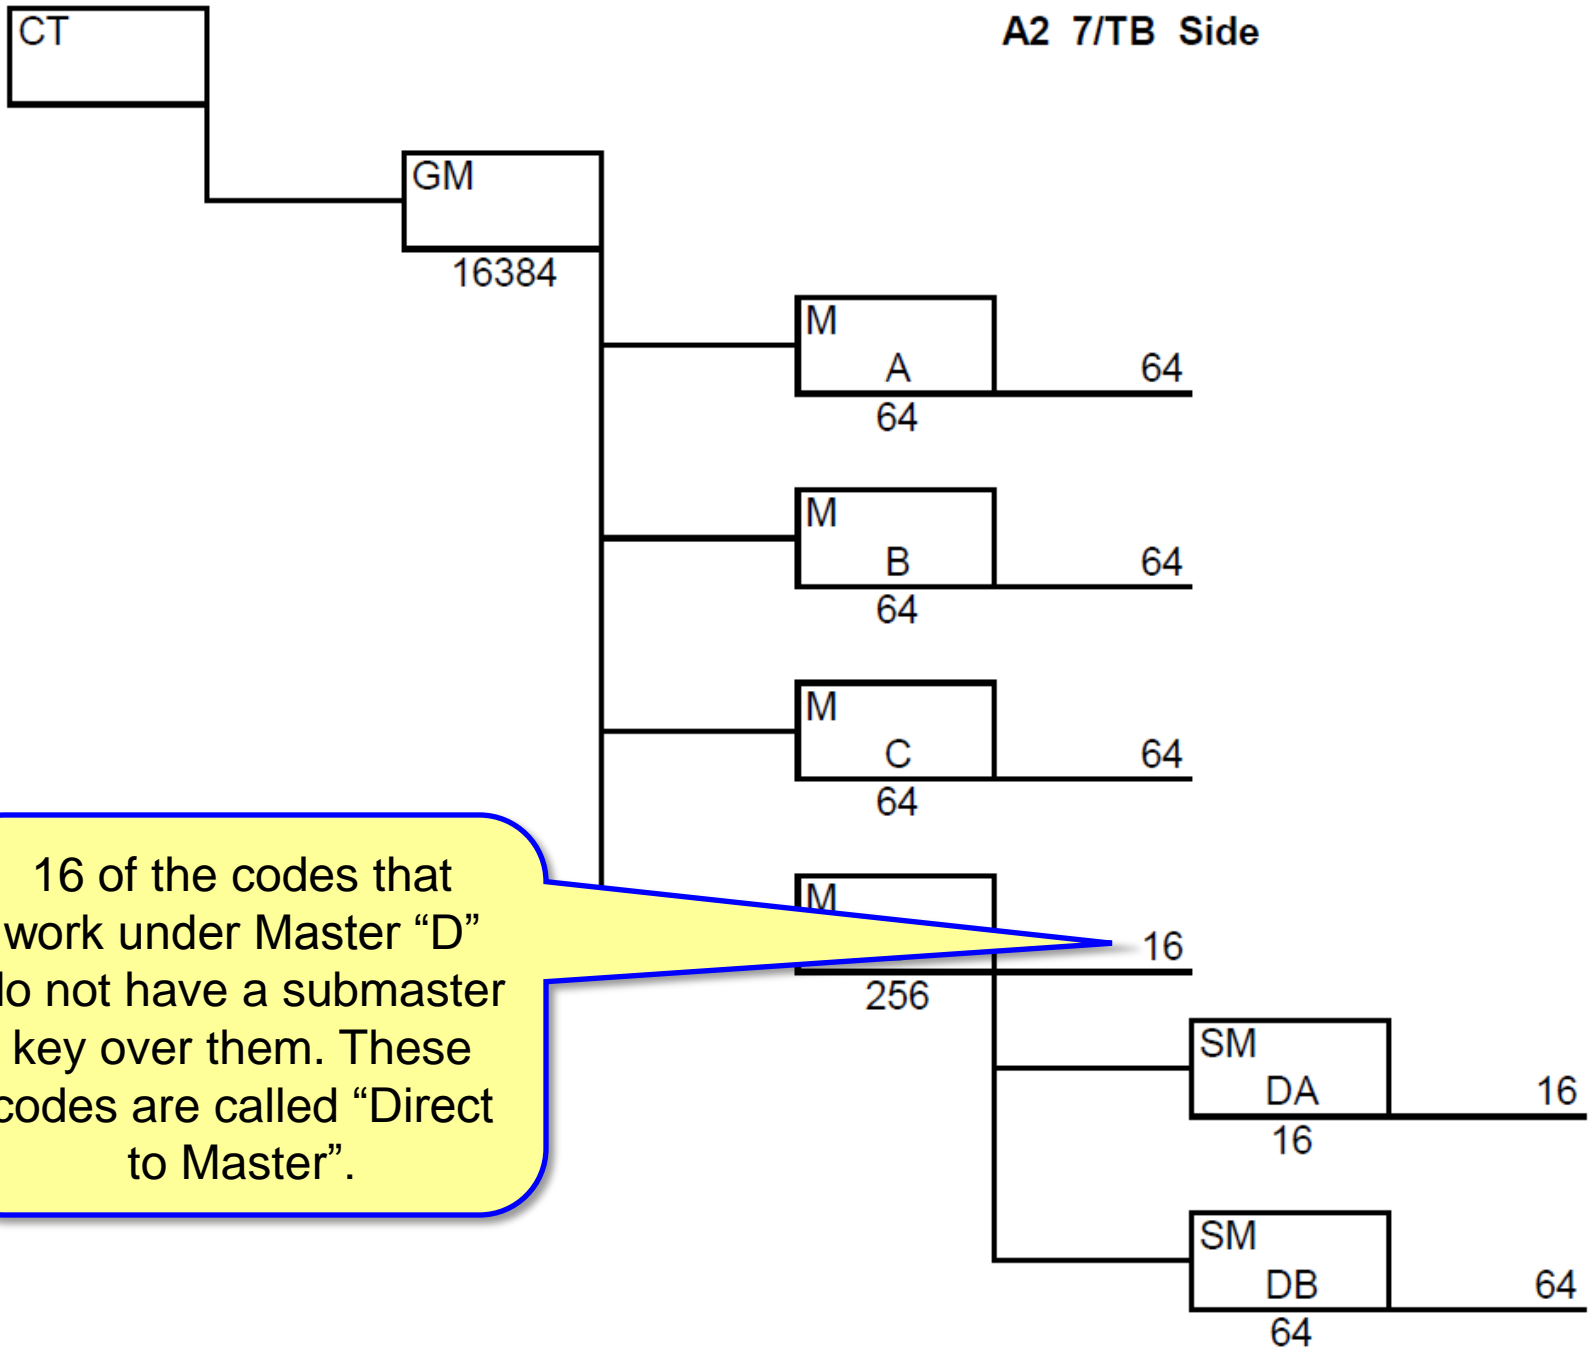 CT
A2 7/TB Side
GM
16384
M
A
64
64
M
B
64
64
M
C
64
64
16 of the codes that
work under Master “D”
not have a submaster
key over them. These
codes are called “Direct
to Master”.
M
16
256
SM
DA
16
16
SM
DB
64
64